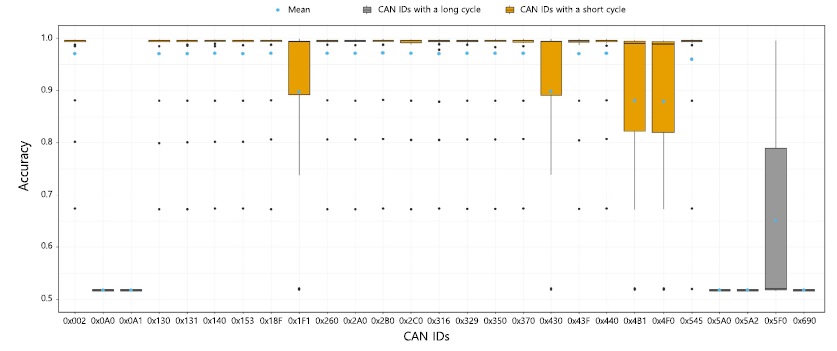 Mean CAN IDs with a long cycle CAN IDs with a short cycle
1.0
0.9
0.8
0.7
0.6
0.5
Accuracy
0x002 0x0A0 0x0A1 0x130 0x131 0x140 0x153 0x18F 0x1F1 0x260 0x2A0 0x2B0 0x2C0 0x316 0x329 0x350 0x370 0x430 0x43F 0x440 0x4B1 0x4F0 0x545 0x5A0 0x5A2 0x5F0 0x690
CAN IDs